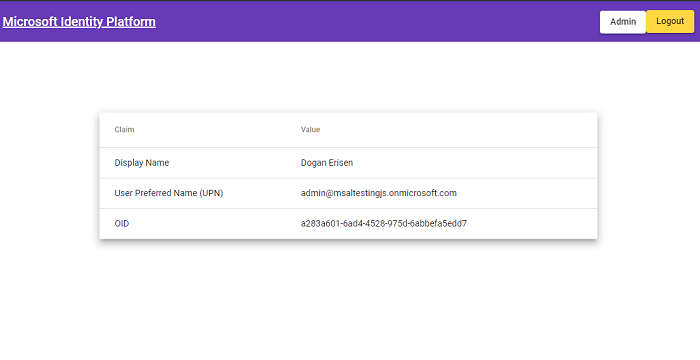 Microsoft Identity Platform Admin Logout
Claim Value
Display Name Dogan Erisen
User Preferred Name (UPN) admin@msaltestingjs.onmicrosoft.com
OID a283a601-6ad4-4528-975d-6abbefa5edd7